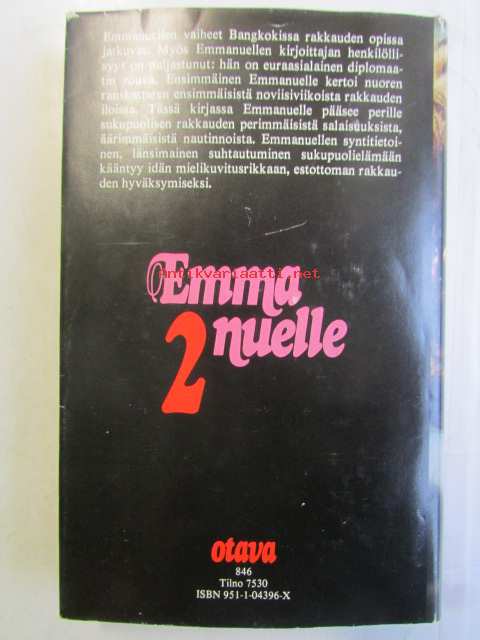 Emmanuellen vaiheet Bangkokissa rakkauden opissa
jatkuvat. Myös Emmanuellen kirjoittajan henkilölli-
syys on paljastunut: hän on euraasialainen diplomaa-
tin rouva. Ensimmäinen Emmanuelle kertoi nuoren
ranskattaren ensimmäisistä noviisiviikoista rakkauden
iloissa. Tässä kirjassa Emmanuelle pääsee perille
sukupuolisen rakkauden perimmäisistä salaisuuksista,
äärimmäisistä nautinnoista. Emmanuellen syntitietoi-
nen, länsimainen suhtautuminen sukupuolielämään
kääntyy idän mielikuvitusrikkaan, estottoman rakkau-
den hyväksymiseksi.
Emma
antikvariaatti.net
2 nuelle
otava
846
Tilno 7530
ISBN 951-1-04396-X